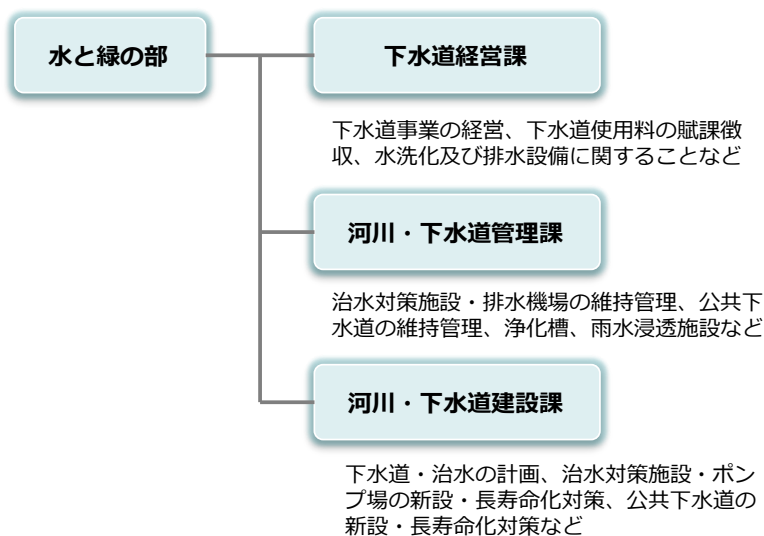 水と緑の部
下水道経営課
下水道事業の経営、下水道使用料の賦課徴
収、水洗化及び排水設備に関することなど
河川・下水道管理課
治水対策施設・排水機場の維持管理、公共下
水道の維持管理、浄化槽、雨水浸透施設など
河川・下水道建設課
下水道・治水の計画、治水対策施設・ポン
プ場の新設・長寿命化対策、公共下水道の
新設・長寿命化対策など